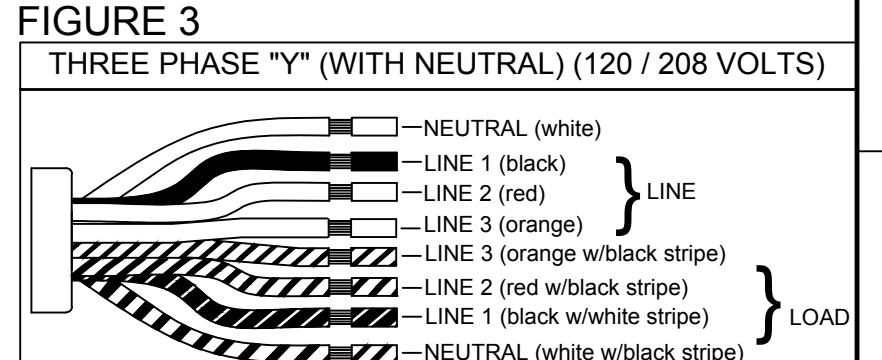 FIGURE 3
THREE PHASE "Y" (WITH NEUTRAL) (120 / 208 VOLTS)
NEUTRAL (white)
LINE 1 (black)
LINE 2 (red)
LINE
LINE 3 (orange)
LINE 3 (orange w/black stripe)
LINE 2 (red w/black stripe)
LINE 1 (black w/white stripe)
LOAD
NEUTRAL (white w/black stripe)